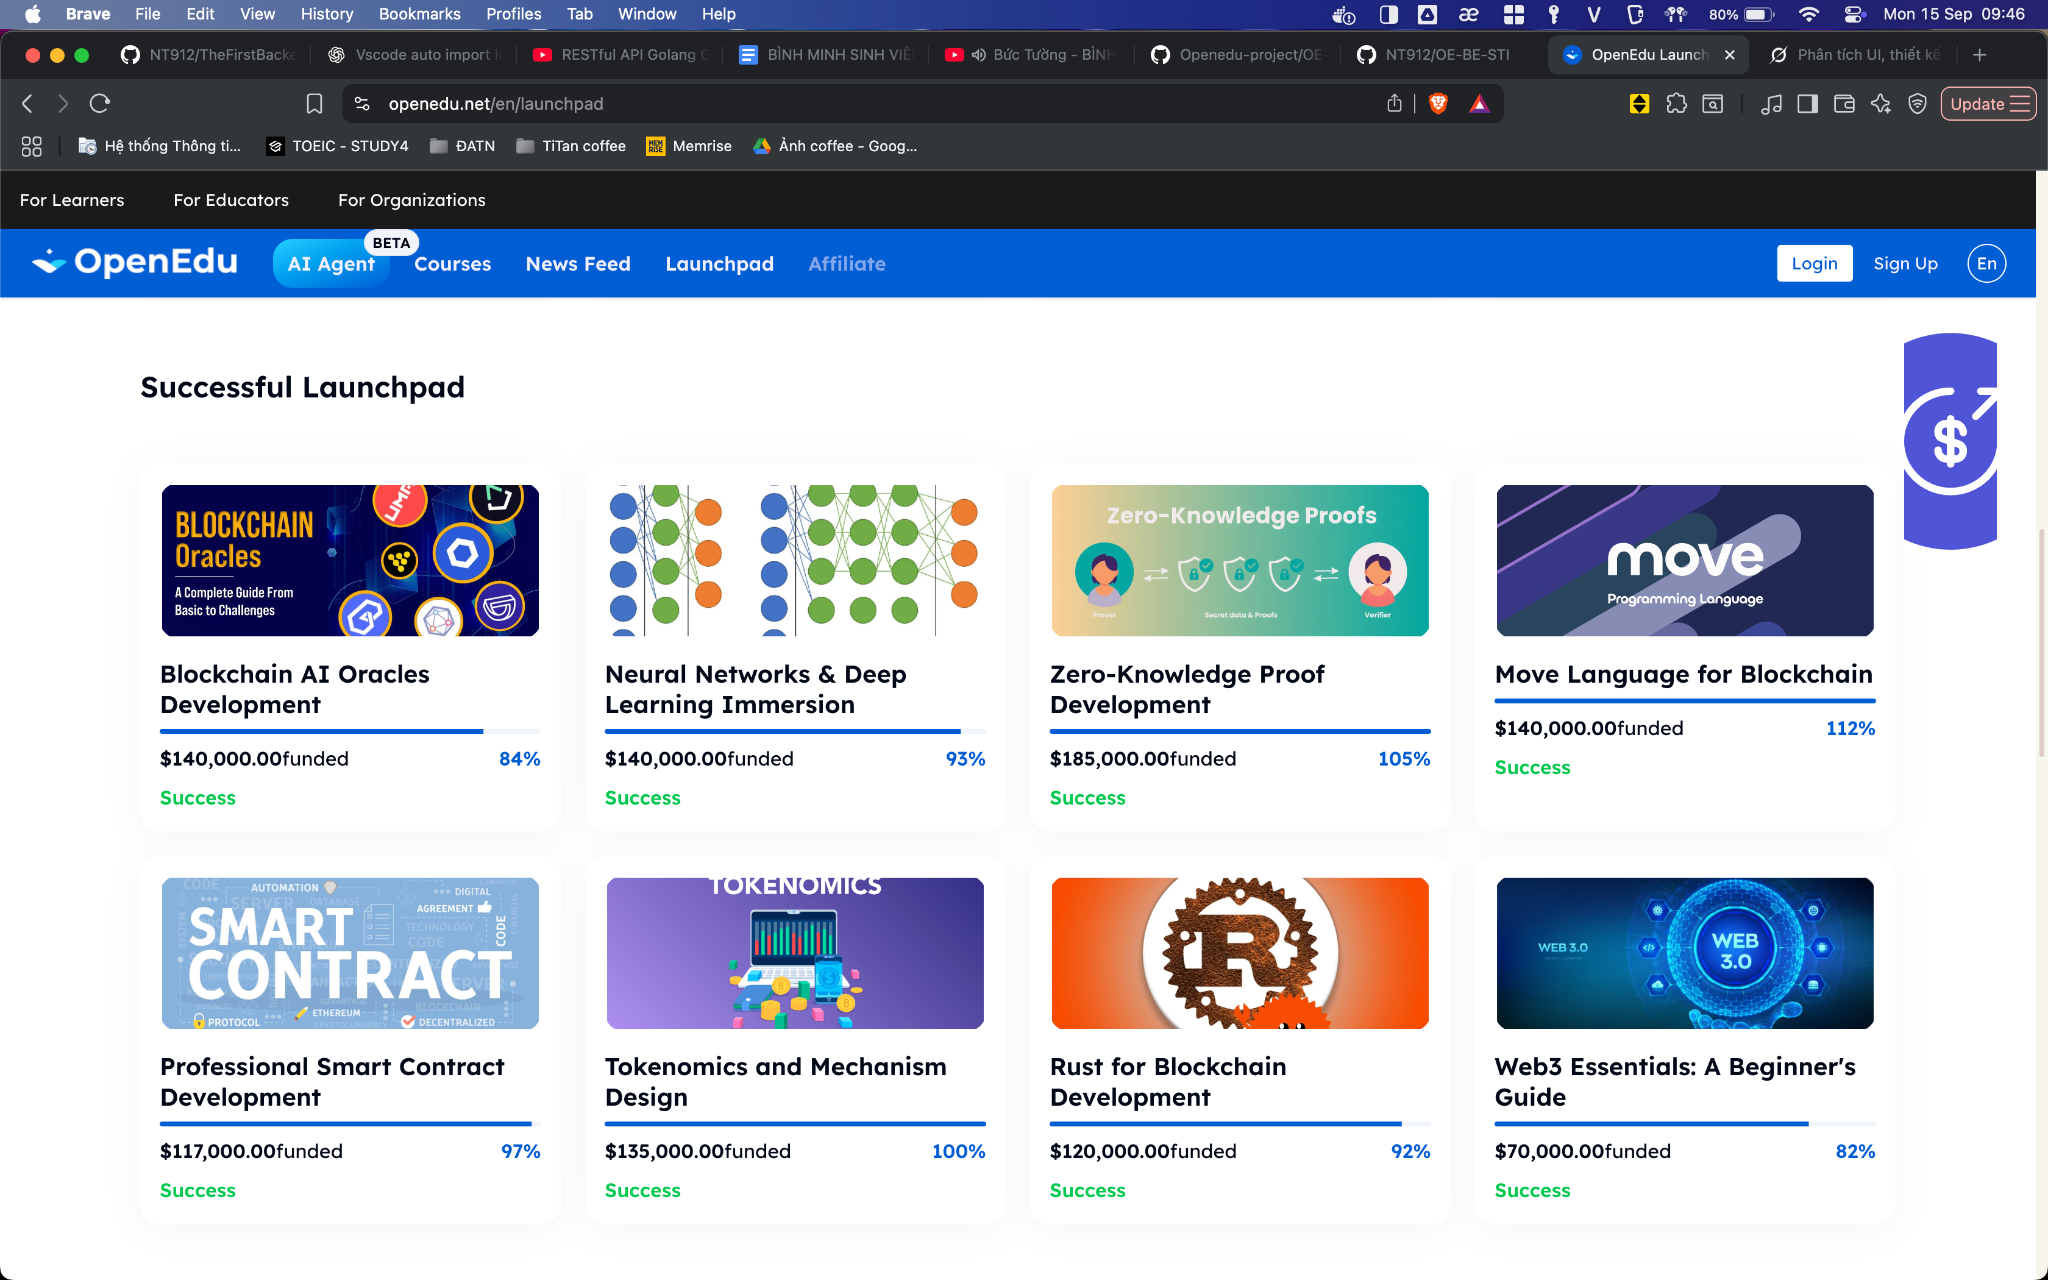 Brave File Edit View History Bookmarks Profiles Tab Window Help 80% Mon 15 Sep 09:46
NT912/TheFirstBacke Vscode auto import RESTful API Golang BÌNH MINH SINH VIÊ Bức Tường - BÌNH Openedu-project/OE NT912/OE-BE-STI OpenEdu Launch Phân tích UI, thiết kế
openedu.net/en/launchpad Update
Hệ thống Thông ti... TOEIC - STUDY4 ĐATN TiTan coffee Memrise Ảnh coffee - Goog...
For Learners For Educators For Organizations
OpenEdu AI Agent BETA Courses News Feed Launchpad Affiliate Login Sign Up En
Successful Launchpad
BLOCKCHAIN
Oracles
A Complete Guide From
Basic to Challenges
UMA
Blockchain AI Oracles
Development
$140,000.00funded 84%
Success
Neural Networks & Deep
Learning Immersion
$140,000.00funded 93%
Success
Zero-Knowledge Proofs
Prover Secret data & Proofs Verifier
Zero-Knowledge Proof
Development
$185,000.00funded 105%
Success
move
Programming Language
Move Language for Blockchain
$140,000.00funded 112%
Success
CODE AUTOMATION DIGITAL
SERVER DATABASE AGREEMENT
SMART TECHNOLOGY
CODE CODE
CONTRACT
ETHEREUM
PROTOCOL DECENTRALIZED
Professional Smart Contract
Development
$117,000.00funded 97%
Success
TOKENOMICS
Tokenomics and Mechanism
Design
$135,000.00funded 100%
Success
R
Rust for Blockchain
Development
$120,000.00funded 92%
Success
WEB 3.0
WEB
3.0
Web3 Essentials: A Beginner's
Guide
$70,000.00funded 82%
Success